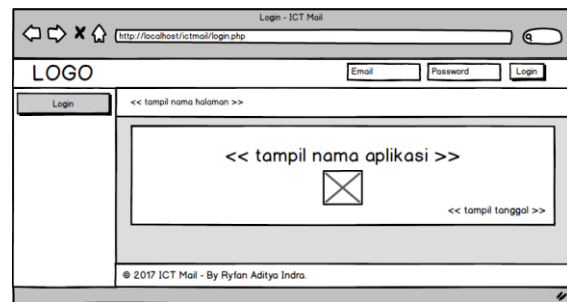 Login - ICT Mail
http://localhost/ictmail/login.php
LOGO
Email
Password
Login
Login
<< tampil nama halaman >>
<< tampil nama aplikasi >>
<< tampil tanggal >>
© 2017 ICT Mail - By Ryfan Aditya Indra.